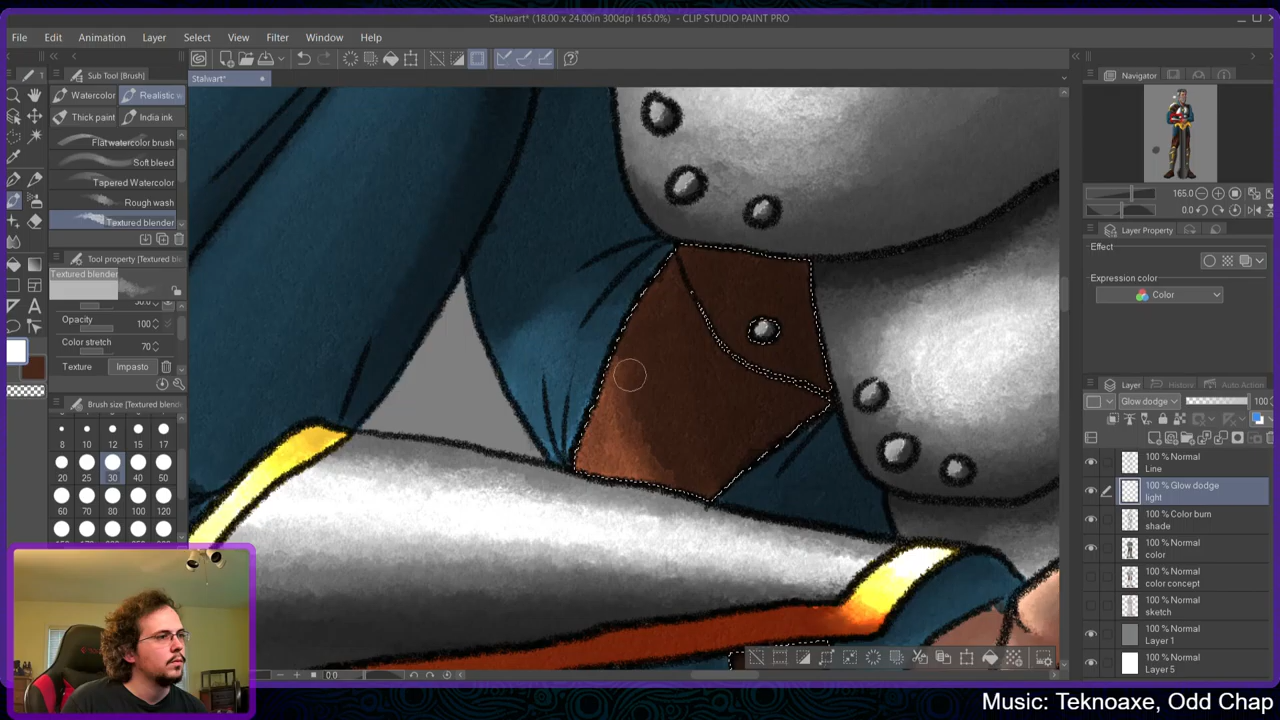 Stalwart* (18.00 x 24.00in 300dpi 165.0%) - CLIP STUDIO PAINT PRO
File Edit Animation Layer Select View Filter Window Help
Sub Tool [Brush]
Stalwart*
Navigator
Watercolor
Realistic w
Thick paint
India ink
Flat watercolor brush
Soft bleed
Tapered Watercolor
Rough wash
Textured blender
Tool property [Textured ble
Textured blender
Opacity 100
Color stretch 70
Texture Impasto
Brush size [Textured blende
8 10 12 15 17
20 25 30 40 50
60 70 80 100 120
165.0
0.0
Layer Property
Effect
Expression color
Color
Layer History Auto Action
Glow dodge 100
100 % Normal
Line
100 % Glow dodge
light
100 % Color burn
shade
100 % Normal
color
100 % Normal
color concept
100 % Normal
sketch
100 % Normal
Layer 1
100 % Normal
Layer 5
Music: Teknoaxe, Odd Chap